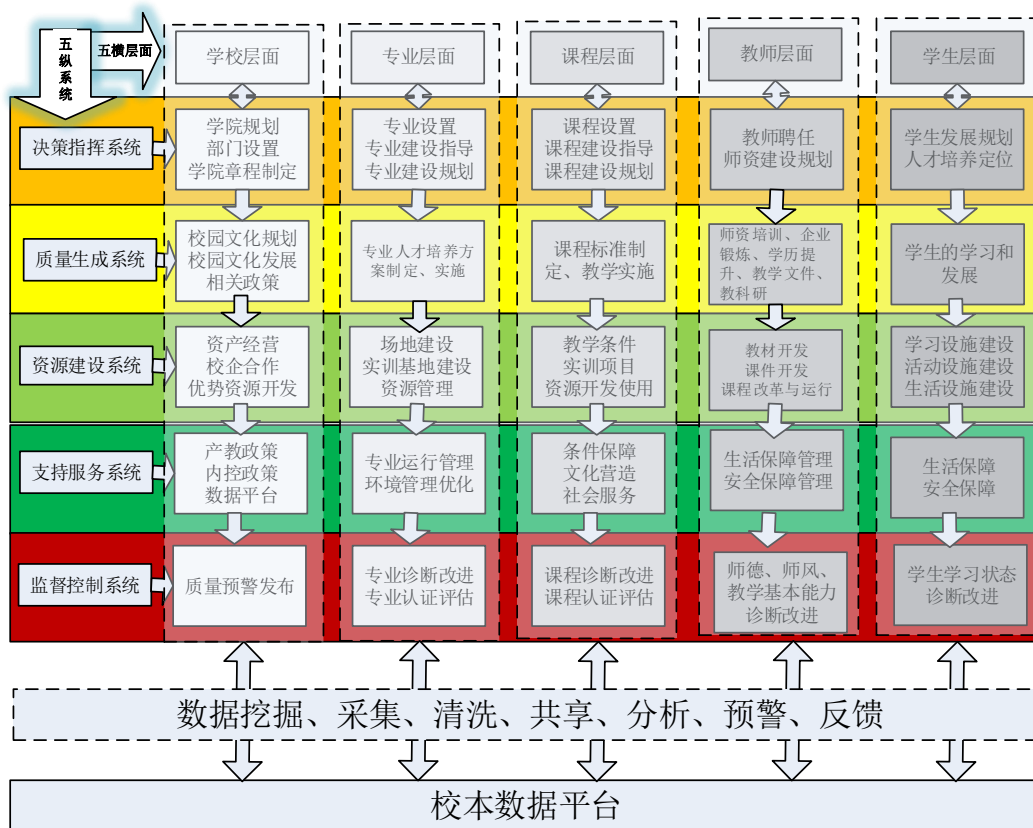 五纵系统
五横层面
学校层面
专业层面
课程层面
教师层面
学生层面
决策指挥系统
学院规划
部门设置
学院章程制定
专业设置
专业建设指导
专业建设规划
课程设置
课程建设指导
课程建设规划
教师聘任
师资建设规划
学生发展规划
人才培养定位
质量生成系统
校园文化规划
校园文化发展
相关政策
专业人才培养方
案制定、实施
课程标准制
定、教学实施
师资培训、企业
锻炼、学历提
升、教学文件、
教科研
学生的学习和
发展
资源建设系统
资产经营
校企合作
优势资源开发
场地建设
实训基地建设
资源管理
教学条件
实训项目
资源开发使用
教材开发
课件开发
课程改革与运行
学习设施建设
活动设施建设
生活设施建设
支持服务系统
产教政策
内控政策
数据平台
专业运行管理
环境管理优化
条件保障
文化营造
社会服务
生活保障管理
安全保障管理
生活保障
安全保障
监督控制系统
质量预警发布
专业诊断改进
专业认证评估
课程诊断改进
课程认证评估
师德、师风、
教学基本能力
诊断改进
学生学习状态
诊断改进
数据挖掘、采集、清洗、共享、分析、预警、反馈
校本数据平台